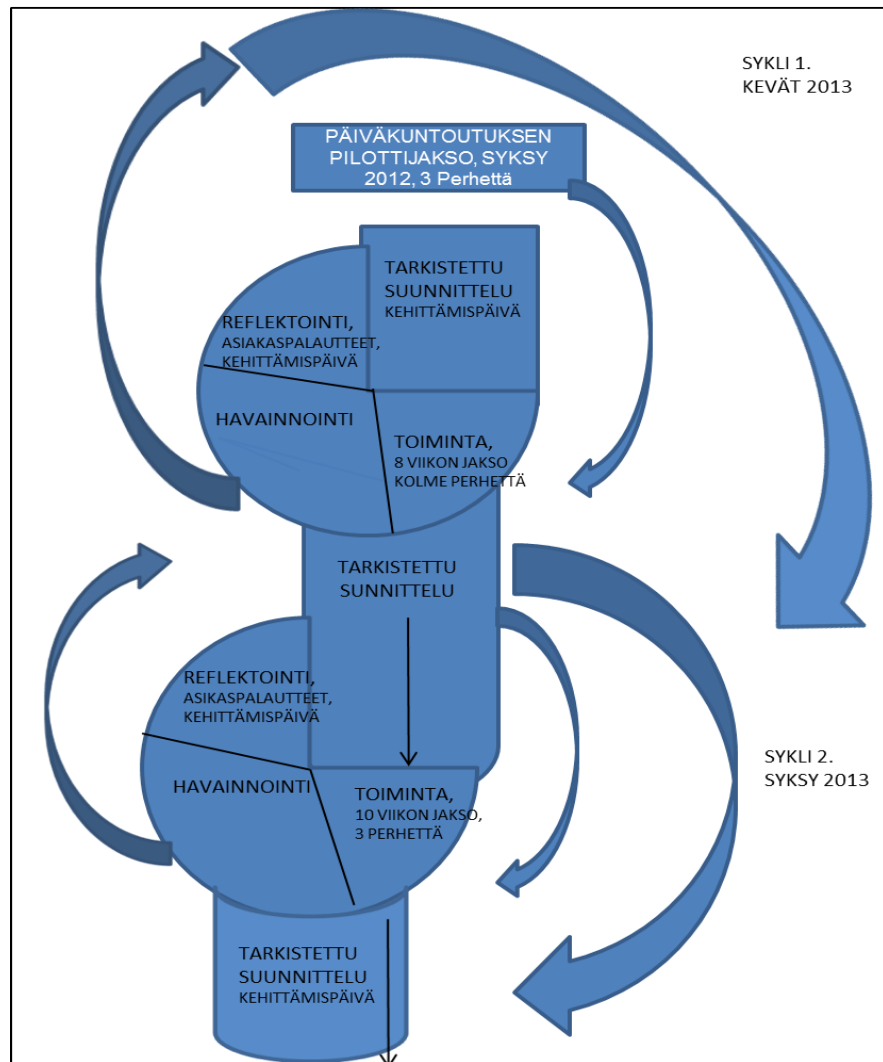 SYKLI 1.
KEVÄT 2013
PÄIVÄKUNTOUTUKSEN
PILOTTIJAKSO, SYKSY
2012, 3 Perhettä
TARKISTETTU
SUUNNITTELU
KEHITTÄMISPÄIVÄ
REFLEKTOINTI,
ASIAKASPALAUTTEET,
KEHITTÄMISPÄIVÄ
HAVAINNOINTI
TOIMINTA,
8 VIIKON JAKSO
KOLME PERHETTÄ
TARKISTETTU
SUNNITTELU
REFLEKTOINTI,
ASIKASPALAUTTEET,
KEHITTÄMISPÄIVÄ
HAVAINNOINTI
TOIMINTA,
10 VIIKON JAKSO,
3 PERHETTÄ
SYKLI 2.
SYKSY 2013
TARKISTETTU
SUUNNITTELU
KEHITTÄMISPÄIVÄ